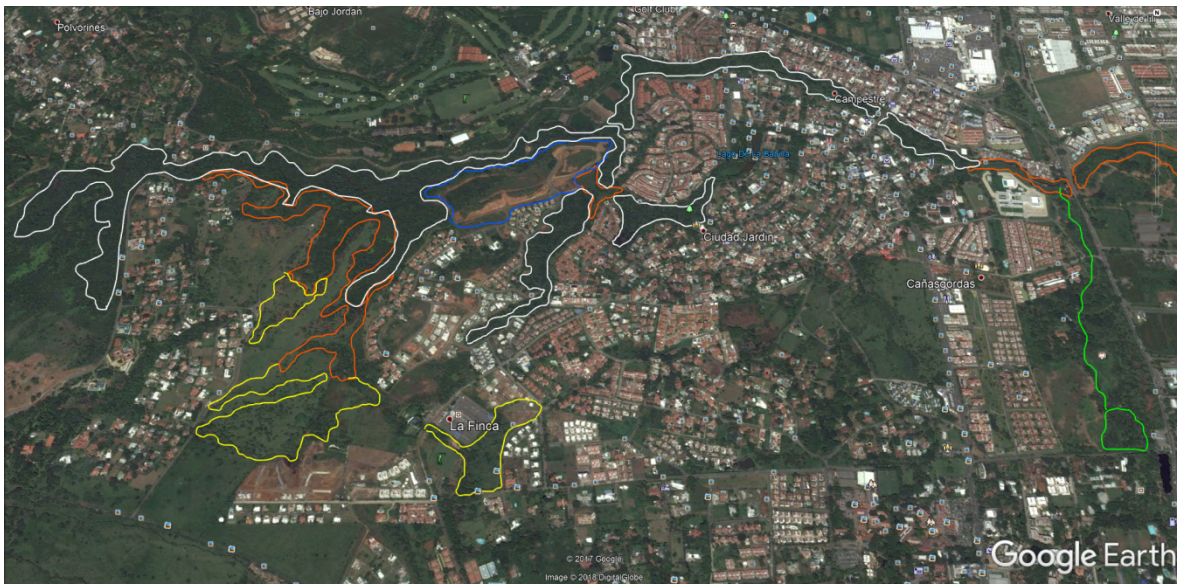 Bajo Jordan
Golf Club
Valle de Lili
Polvorines
Campestre
Ciudad Jardín
Cañasgordas
La Finca
© 2017 Google
Image © 2018 DigitalGlobe
Google Earth